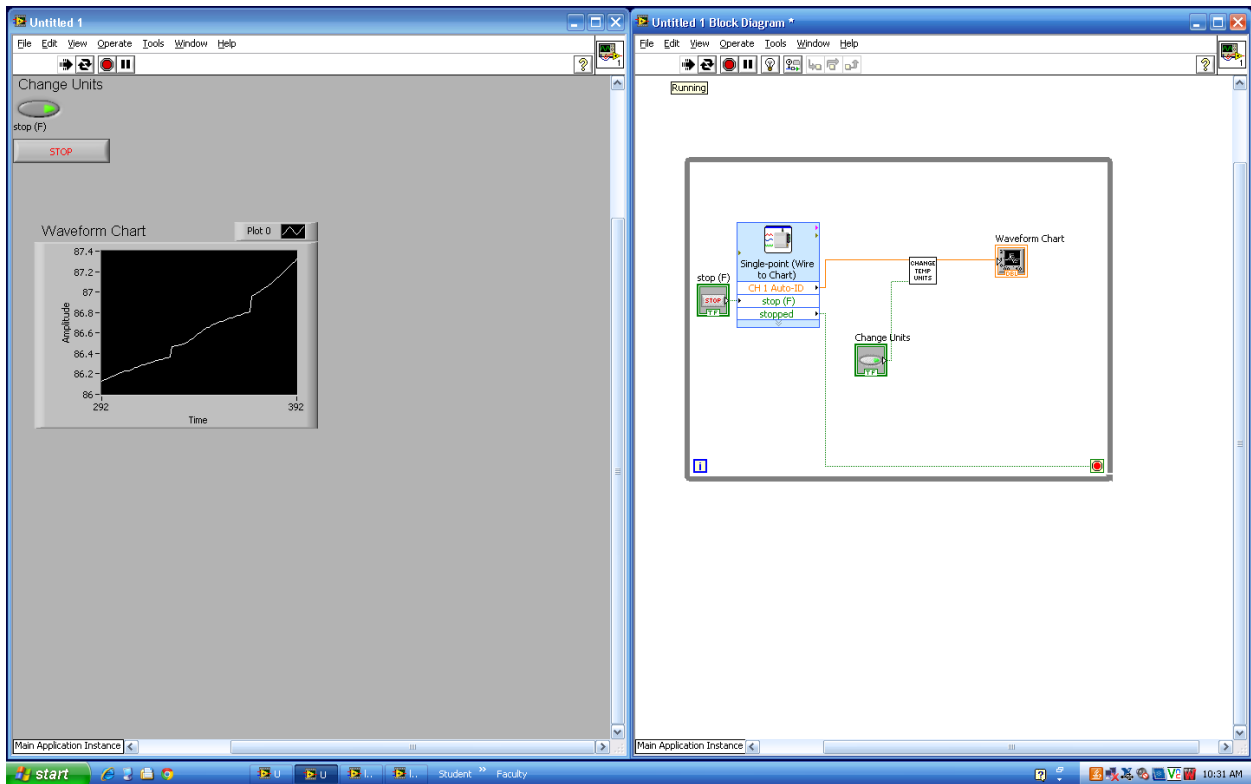 Untitled 1
File Edit View Operate Tools Window Help
1
Change Units
stop (F)
STOP
Waveform Chart
Plot 0
87.4
87.2
87
86.8
86.6
86.4
86.2
86
Amplitude
292
392
Time
Main Application Instance
Untitled 1 Block Diagram *
File Edit View Operate Tools Window Help
1
Running
stop (F)
STOP
TF
Single-point (Wire
to Chart)
CH 1 Auto-ID
stop (F)
stopped
CHANGE
TEMP
UNITS
Change Units
TF
Waveform Chart
DBL
i
Main Application Instance
start
U
U
I..
I..
Student
Faculty
10:31 AM